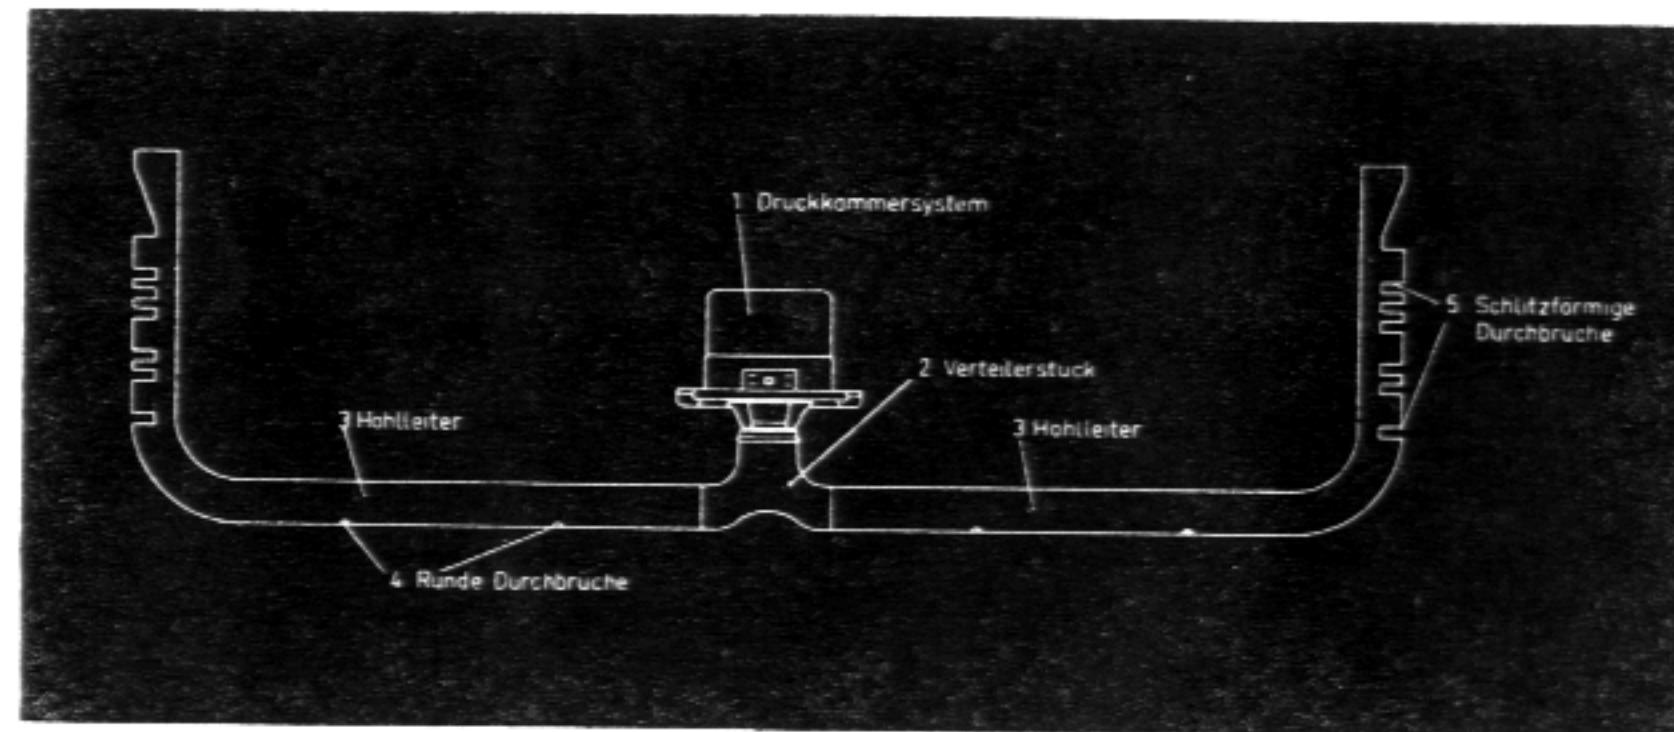 1 Druckkammersystem
5 Schlitzförmige
Durchbruche
2 Verteilerstuck
3 Hohlleiter
3 Hohlleiter
4 Runde Durchbruche